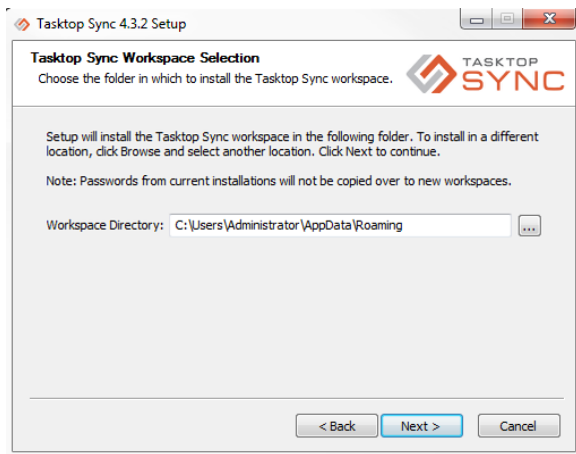 Tasktop Sync 4.3.2 Setup
Tasktop Sync Workspace Selection
Choose the folder in which to install the Tasktop Sync workspace.
TASKTOP
SYNC
Setup will install the Tasktop Sync workspace in the following folder. To install in a different
location, click Browse and select another location. Click Next to continue.
Note: Passwords from current installations will not be copied over to new workspaces.
Workspace Directory: C:\Users\Administrator\AppData\Roaming ...
< Back Next > Cancel